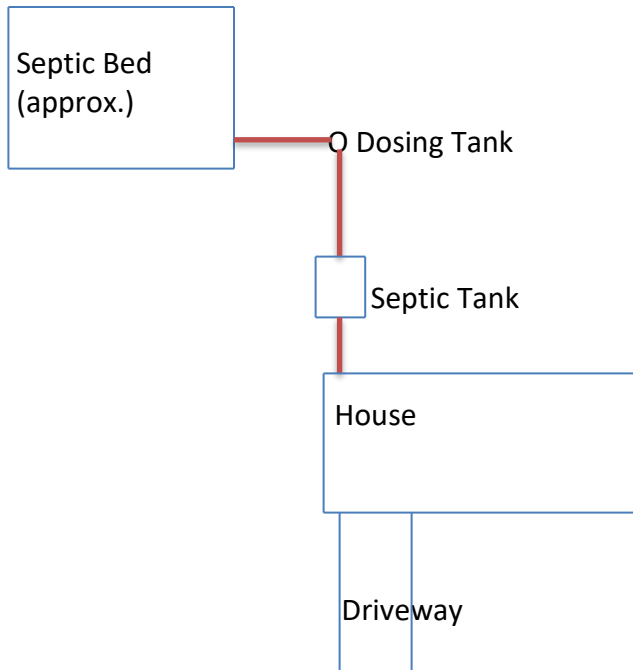 Septic Bed
(approx.)
O Dosing Tank
Septic Tank
House
Driveway